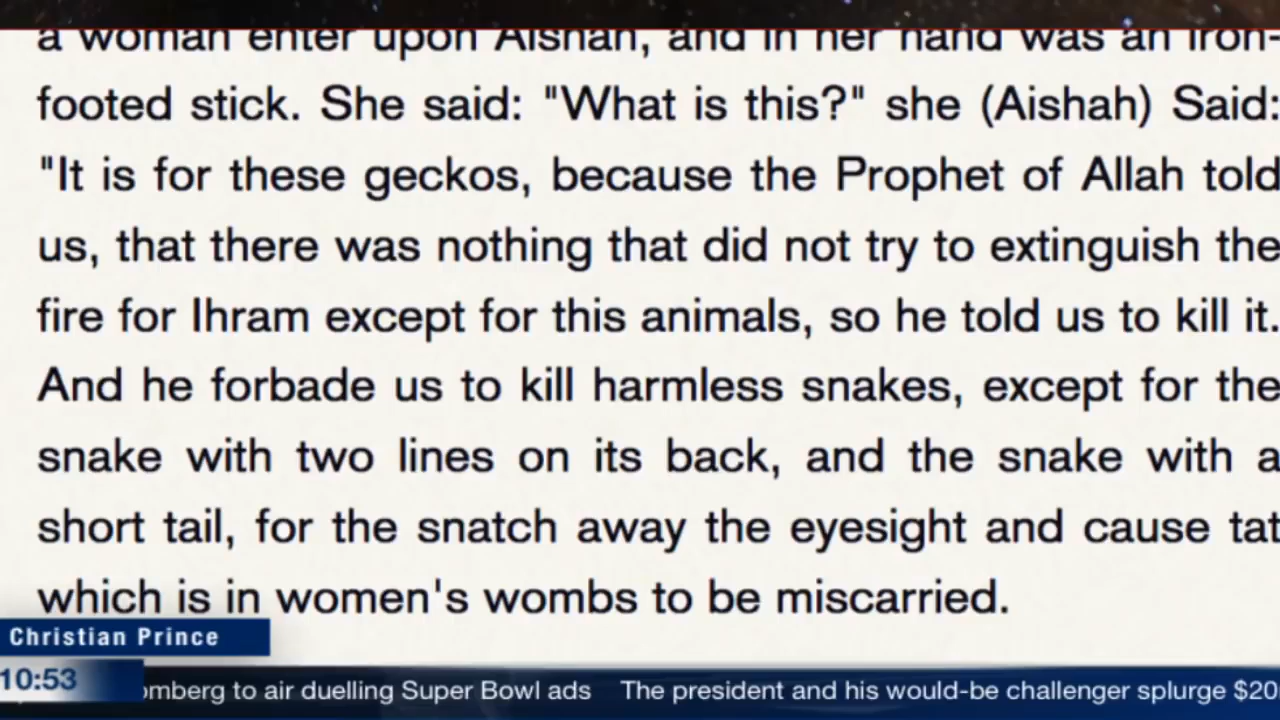 a woman enter upon Aishah, and in her hand was an iron-
footed stick. She said: "What is this?" she (Aishah) Said:
"It is for these geckos, because the Prophet of Allah told
us, that there was nothing that did not try to extinguish the
fire for Ihram except for this animals, so he told us to kill it.
And he forbade us to kill harmless snakes, except for the
snake with two lines on its back, and the snake with a
short tail, for the snatch away the eyesight and cause tat
which is in women's wombs to be miscarried.
Christian Prince
10:53
omberg to air duelling Super Bowl ads The president and his would-be challenger splurge $20